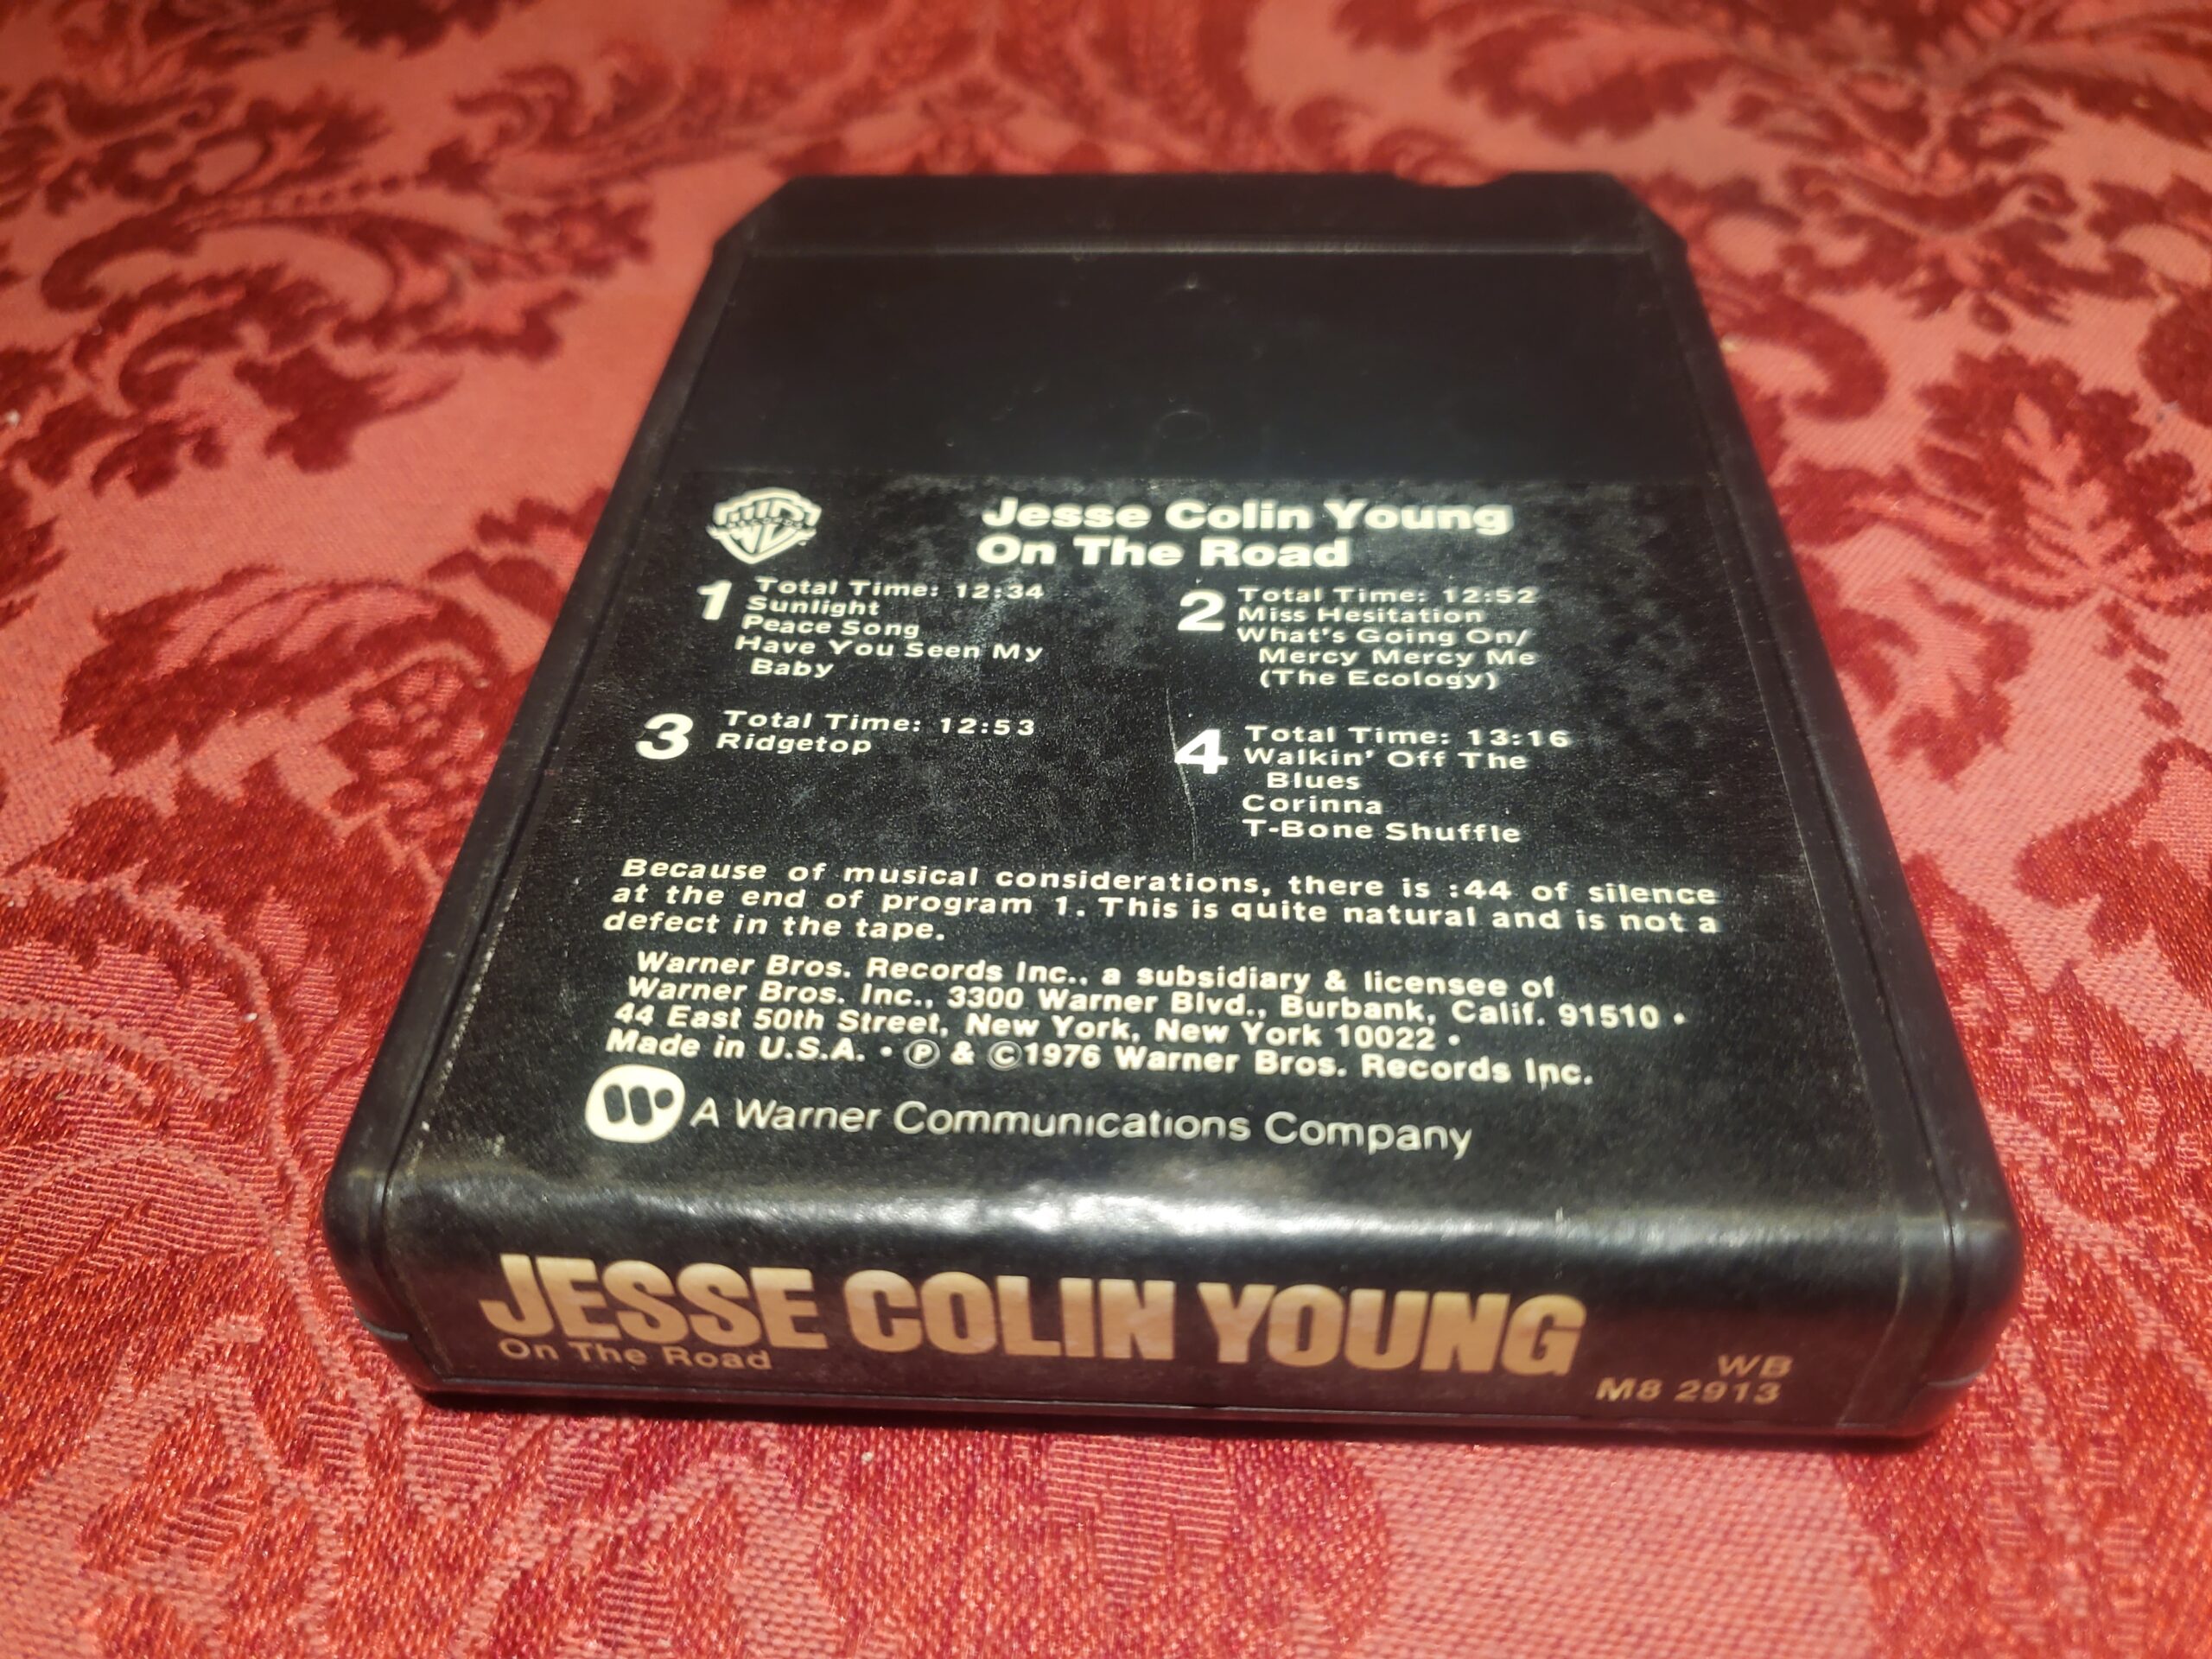 Jesse Colin Young
On The Road
1 Total Time: 12:34
Sunlight
Peace Song
Have You Seen My
Baby
2 Total Time: 12:52
Miss Hesitation
What's Going On/
Mercy Mercy Me
(The Ecology)
3 Total Time: 12:53
Ridgetop
4 Total Time: 13:16
Walkin' Off The
Blues
Corinna
T-Bone Shuffle
Because of musical considerations, there is :44 of silence
at the end of program 1. This is quite natural and is not a
defect in the tape.
Warner Bros. Records Inc., a subsidiary & licensee of
Warner Bros. Inc., 3300 Warner Blvd., Burbank, Calif. 91510 •
44 East 50th Street, New York, New York 10022 •
Made in U.S.A. • Ⓟ & ©1976 Warner Bros. Records Inc.
A Warner Communications Company
JESSE COLIN YOUNG
On The Road
WB
M8 2913